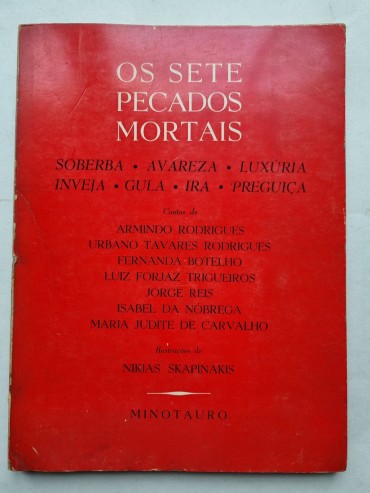 OS SETE
PECADOS
MORTAIS
SOBERBA • AVAREZA • LUXÚRIA
INVEJA • GULA • IRA • PREGUIÇA
Contos de
ARMINDO RODRIGUES
URBANO TAVARES RODRIGUES
FERNANDA BOTELHO
LUIZ FORJAZ TRIGUEIROS
JORGE REIS
ISABEL DA NÓBREGA
MARIA JUDITE DE CARVALHO
Ilustrações de
NIKIAS SKAPINAKIS
MINOTAURO